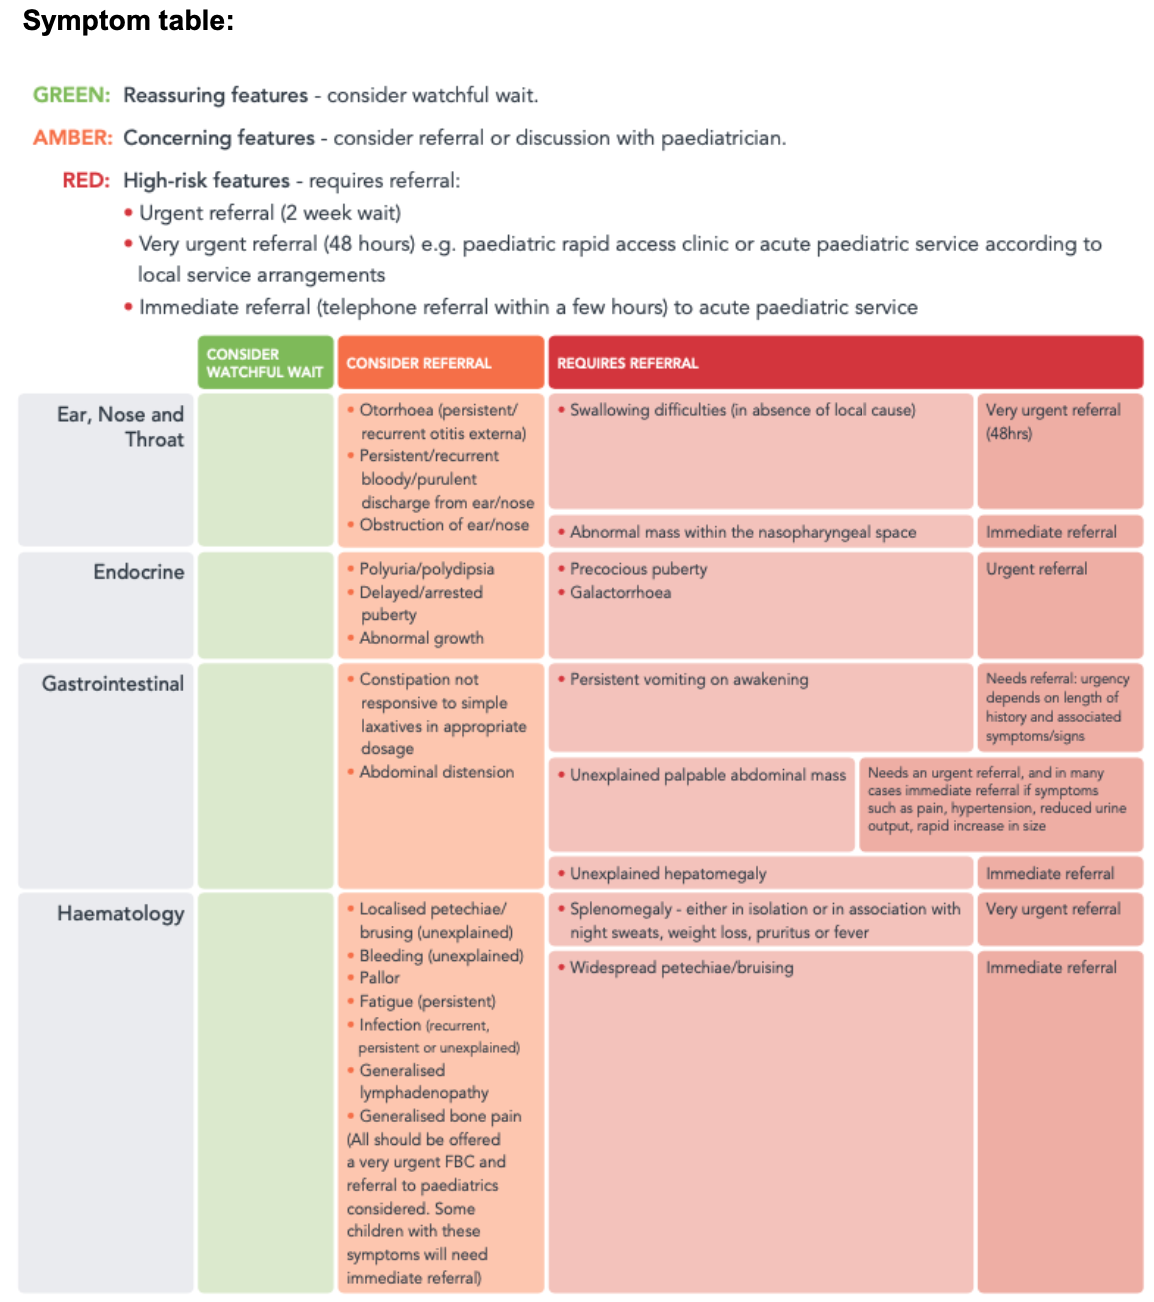 Symptom table:
GREEN: Reassuring features - consider watchful wait.
AMBER: Concerning features - consider referral or discussion with paediatrician.
RED: High-risk features - requires referral:
• Urgent referral (2 week wait)
• Very urgent referral (48 hours) e.g. paediatric rapid access clinic or acute paediatric service according to
local service arrangements
• Immediate referral (telephone referral within a few hours) to acute paediatric service
CONSIDER
WATCHFUL WAIT
CONSIDER REFERRAL
REQUIRES REFERRAL
Ear, Nose and
Throat
• Otorrhoea (persistent/
recurrent otitis externa)
• Persistent/recurrent
bloody/purulent
discharge from ear/nose
• Obstruction of ear/nose
• Swallowing difficulties (in absence of local cause)
Very urgent referral
(48hrs)
• Abnormal mass within the nasopharyngeal space
Immediate referral
Endocrine
• Polyuria/polydipsia
• Delayed/arrested
puberty
• Abnormal growth
• Precocious puberty
• Galactorrhoea
Urgent referral
Gastrointestinal
• Constipation not
responsive to simple
laxatives in appropriate
dosage
• Abdominal distension
• Persistent vomiting on awakening
Needs referral: urgency
depends on length of
history and associated
symptoms/signs
• Unexplained palpable abdominal mass
Needs an urgent referral, and in many
cases immediate referral if symptoms
such as pain, hypertension, reduced urine
output, rapid increase in size
• Unexplained hepatomegaly
Immediate referral
Haematology
• Localised petechiae/
brusing (unexplained)
• Bleeding (unexplained)
• Pallor
• Fatigue (persistent)
• Infection (recurrent,
persistent or unexplained)
• Generalised
lymphadenopathy
• Generalised bone pain
(All should be offered
a very urgent FBC and
referral to paediatrics
considered. Some
children with these
symptoms will need
immediate referral)
• Splenomegaly - either in isolation or in association with
night sweats, weight loss, pruritus or fever
Very urgent referral
• Widespread petechiae/bruising
Immediate referral